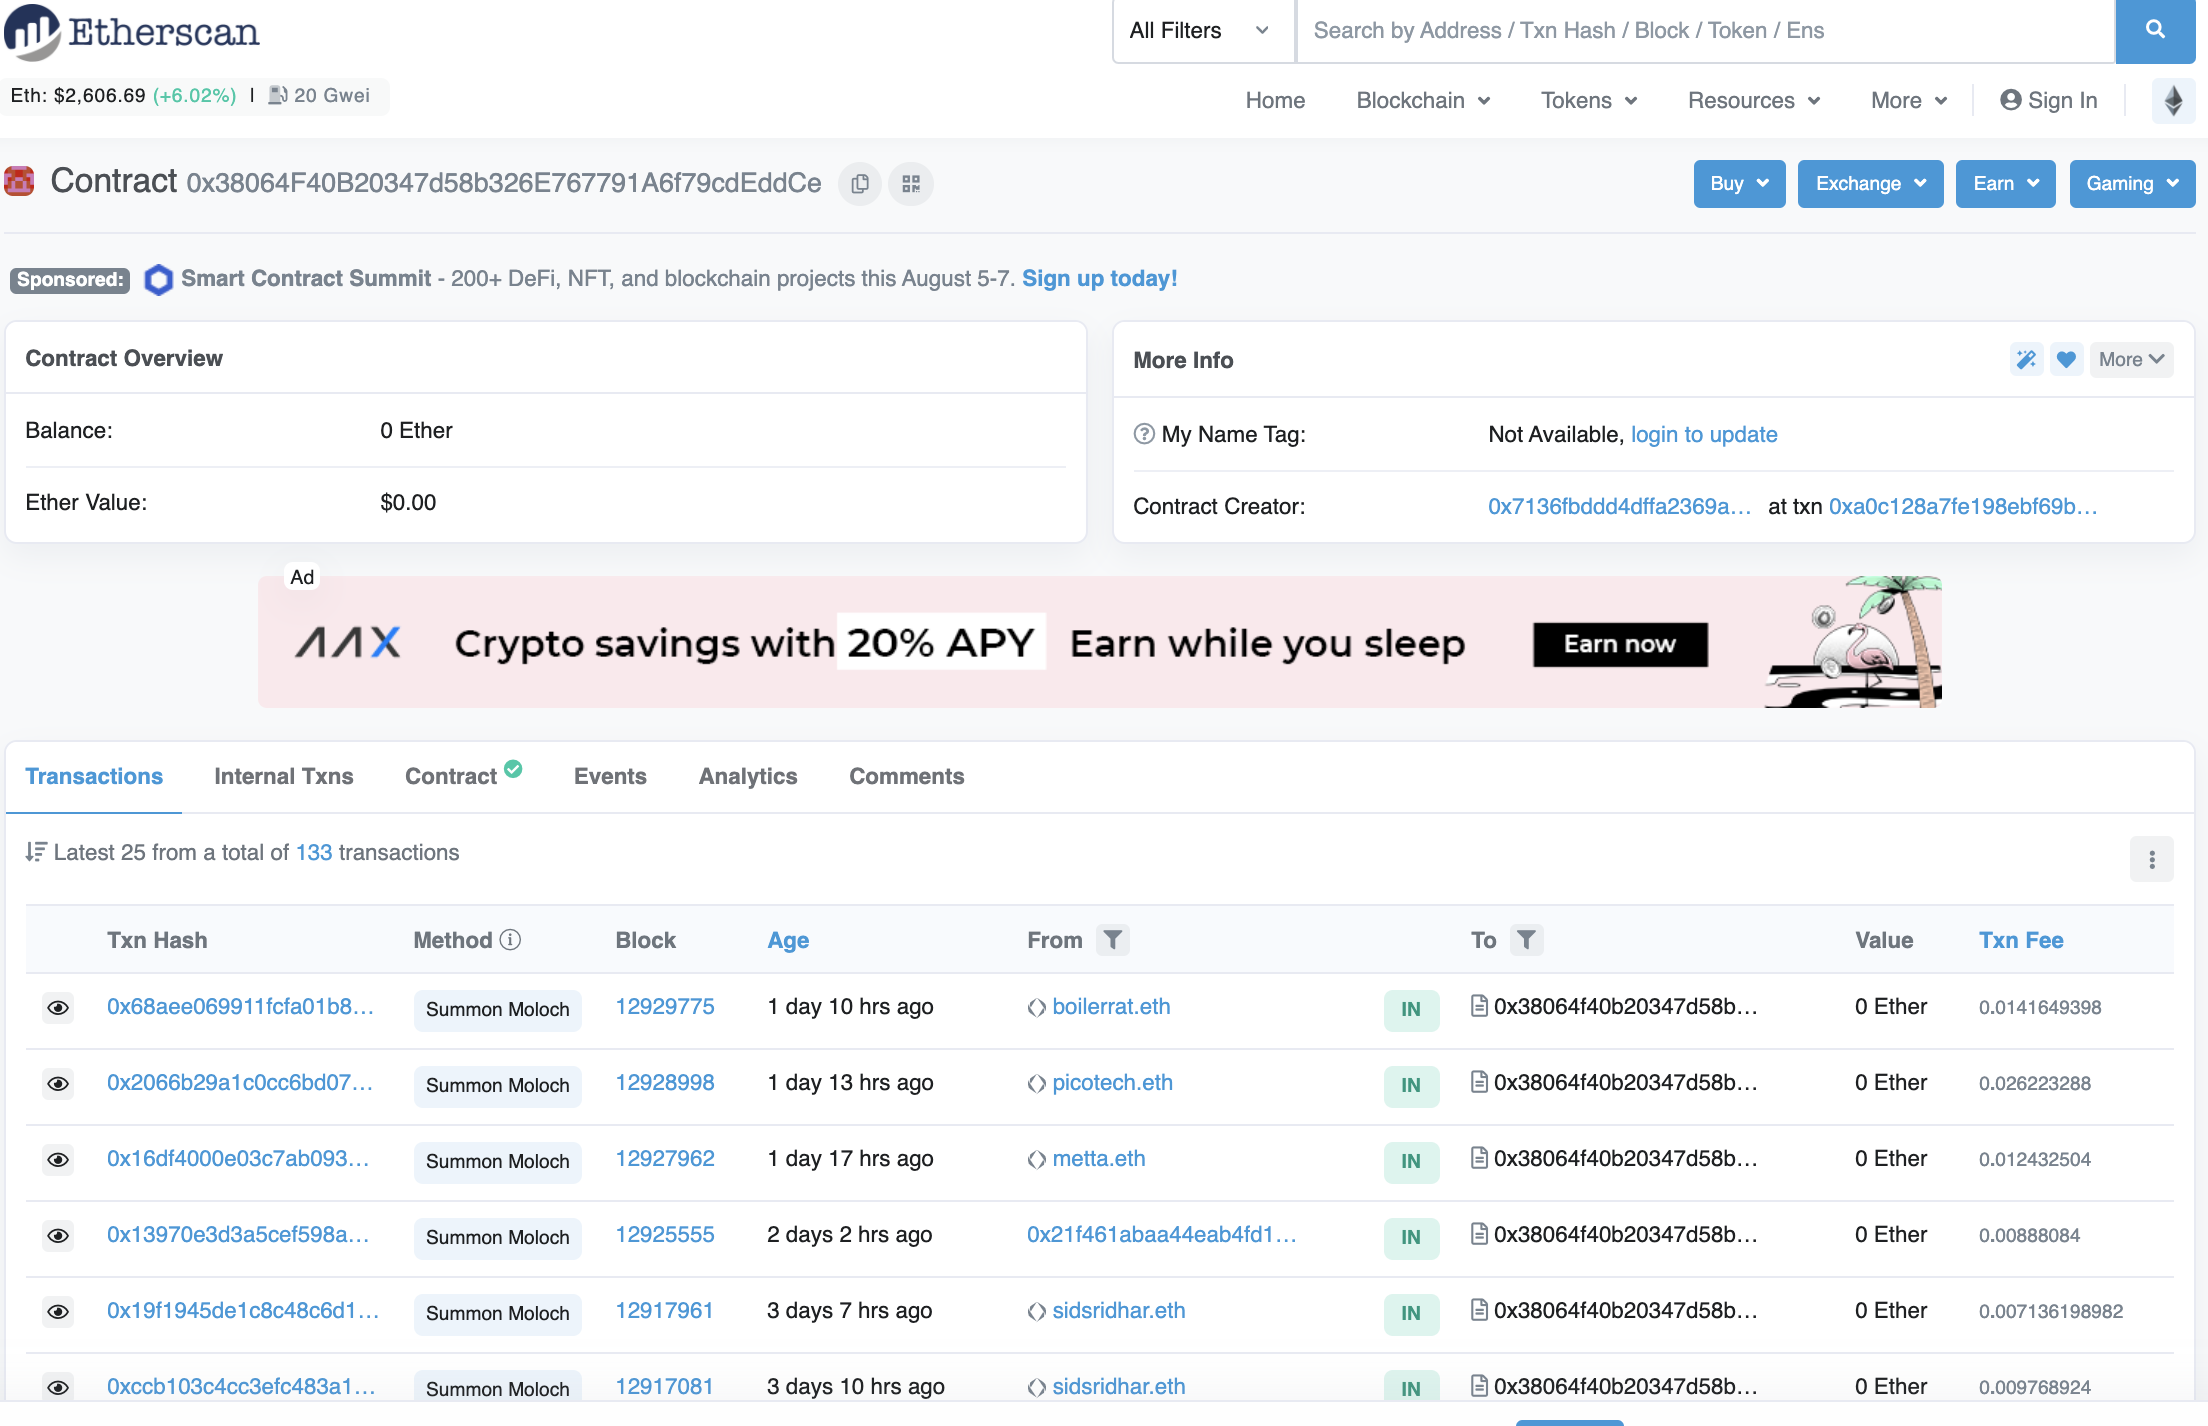 Etherscan
All Filters
Search by Address / Txn Hash / Block / Token / Ens
Eth: $2,606.69 (+6.02%) | 20 Gwei
Home Blockchain Tokens Resources More Sign In
Contract 0x38064F40B20347d58b326E767791A6f79cdEddCe
Buy Exchange Earn Gaming
Sponsored: Smart Contract Summit - 200+ DeFi, NFT, and blockchain projects this August 5-7. Sign up today!
Contract Overview
Balance: 0 Ether
Ether Value: $0.00
More Info
More
My Name Tag: Not Available, login to update
Contract Creator: 0x7136fbddd4dffa2369a... at txn 0xa0c128a7fe198ebf69b...
Ad
AAX Crypto savings with 20% APY Earn while you sleep Earn now
Transactions Internal Txns Contract Events Analytics Comments
Latest 25 from a total of 133 transactions
Txn Hash Method Block Age From To Value Txn Fee
0x68aee069911fcfa01b8... Summon Moloch 12929775 1 day 10 hrs ago boilerrat.eth IN 0x38064f40b20347d58b... 0 Ether 0.0141649398
0x2066b29a1c0cc6bd07... Summon Moloch 12928998 1 day 13 hrs ago picotech.eth IN 0x38064f40b20347d58b... 0 Ether 0.026223288
0x16df4000e03c7ab093... Summon Moloch 12927962 1 day 17 hrs ago metta.eth IN 0x38064f40b20347d58b... 0 Ether 0.012432504
0x13970e3d3a5cef598a... Summon Moloch 12925555 2 days 2 hrs ago 0x21f461abaa44eab4fd1... IN 0x38064f40b20347d58b... 0 Ether 0.00888084
0x19f1945de1c8c48c6d1... Summon Moloch 12917961 3 days 7 hrs ago sidsridhar.eth IN 0x38064f40b20347d58b... 0 Ether 0.007136198982
0xccb103c4cc3efc483a1... Summon Moloch 12917081 3 days 10 hrs ago sidsridhar.eth IN 0x38064f40b20347d58b... 0 Ether 0.009768924